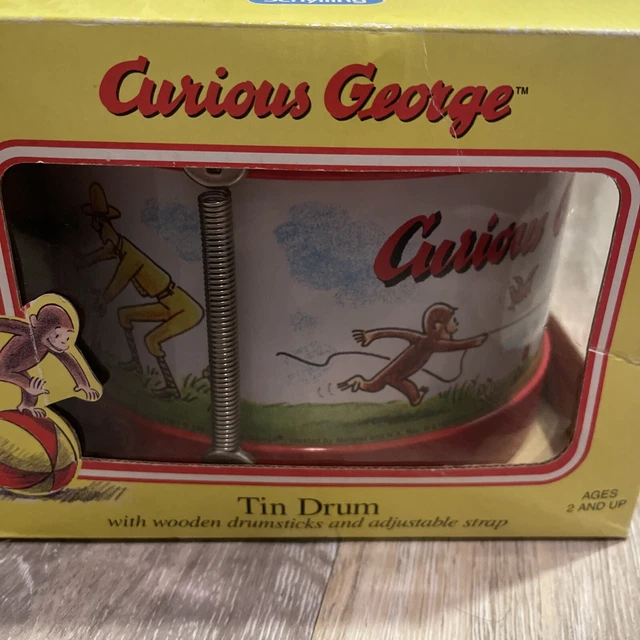 Curious George™
Curious
Tin Drum
with wooden drumsticks and adjustable strap
AGES
2 AND UP